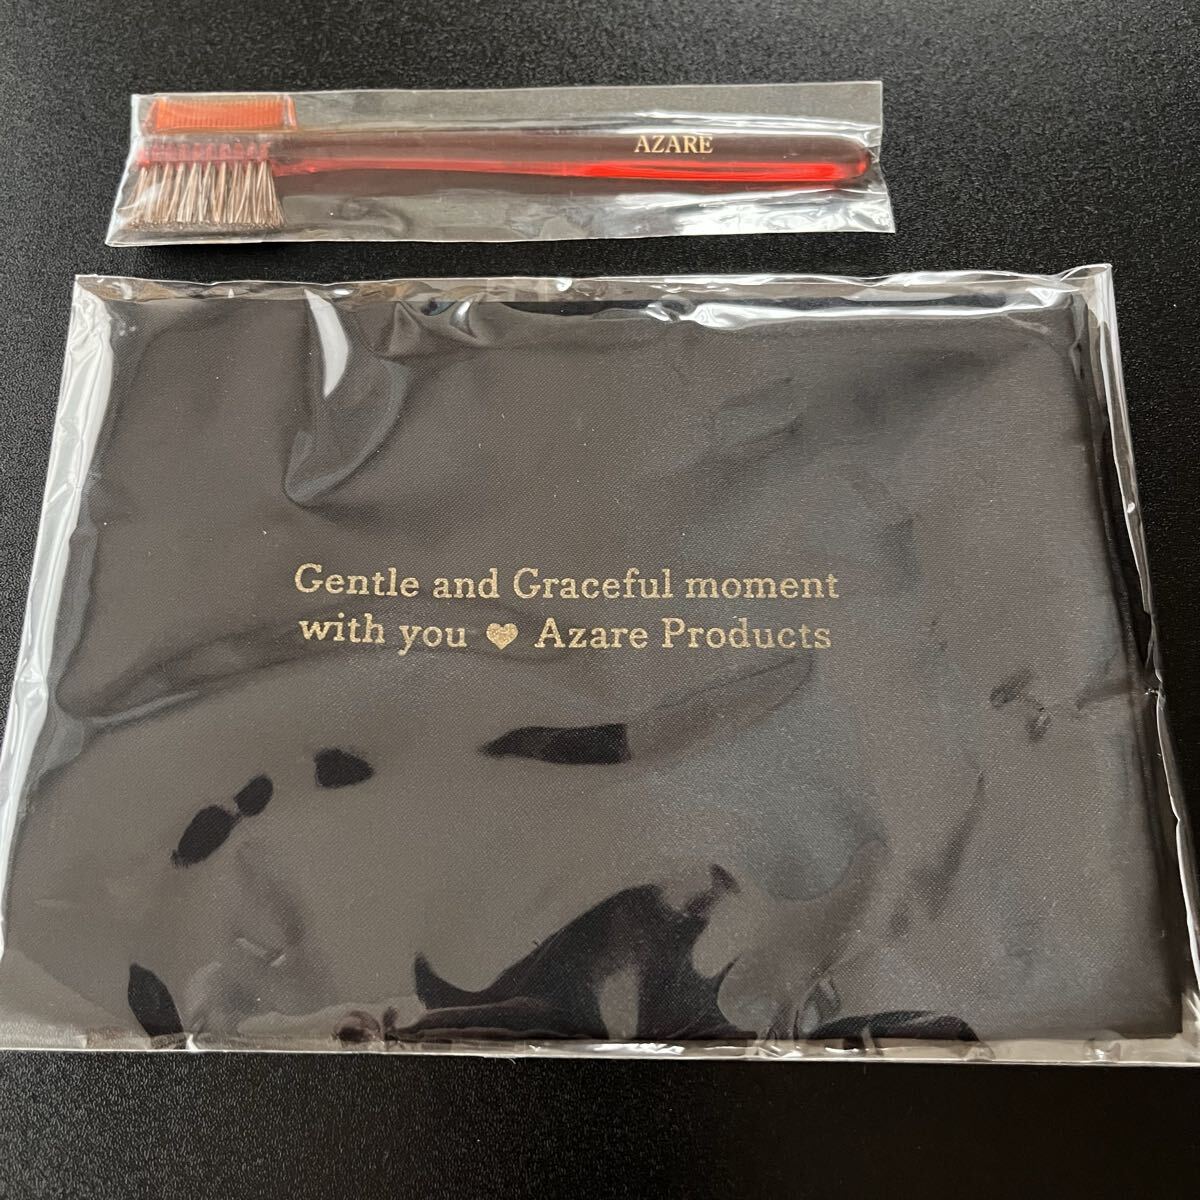 AZARE
Gentle and Graceful moment
with you ♥ Azare Products